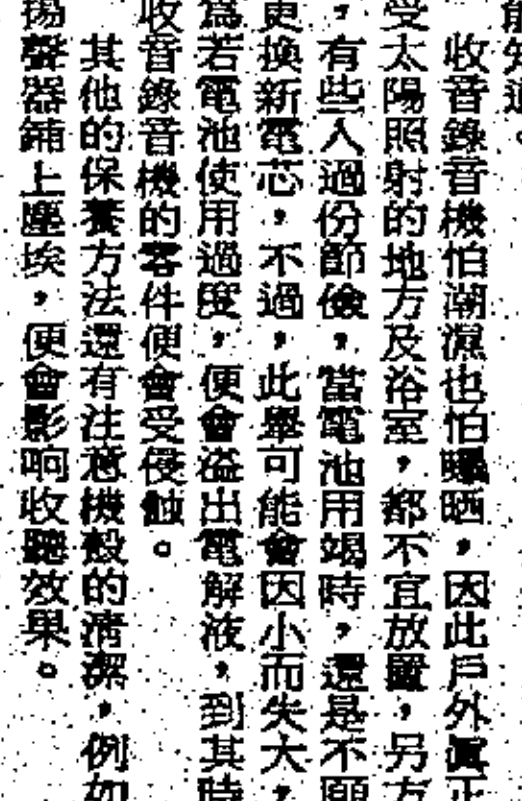 能知道。
收音錄音機怕潮濕也怕曝晒，因此戶外真正
受太陽照射的地方及浴室，都不宜放置，另方
，有些人過份節儉，當電池用竭時，還是不願
更換新電芯，不過，此舉可能會因小而失大，
為若電池使用過度，便會溢出電解液，到其時
收音錄音機的零件便會受侵蝕。
其他的保養方法還有注意機殼的清潔，例如
揚聲器鋪上塵埃，便會影响收聽效果。